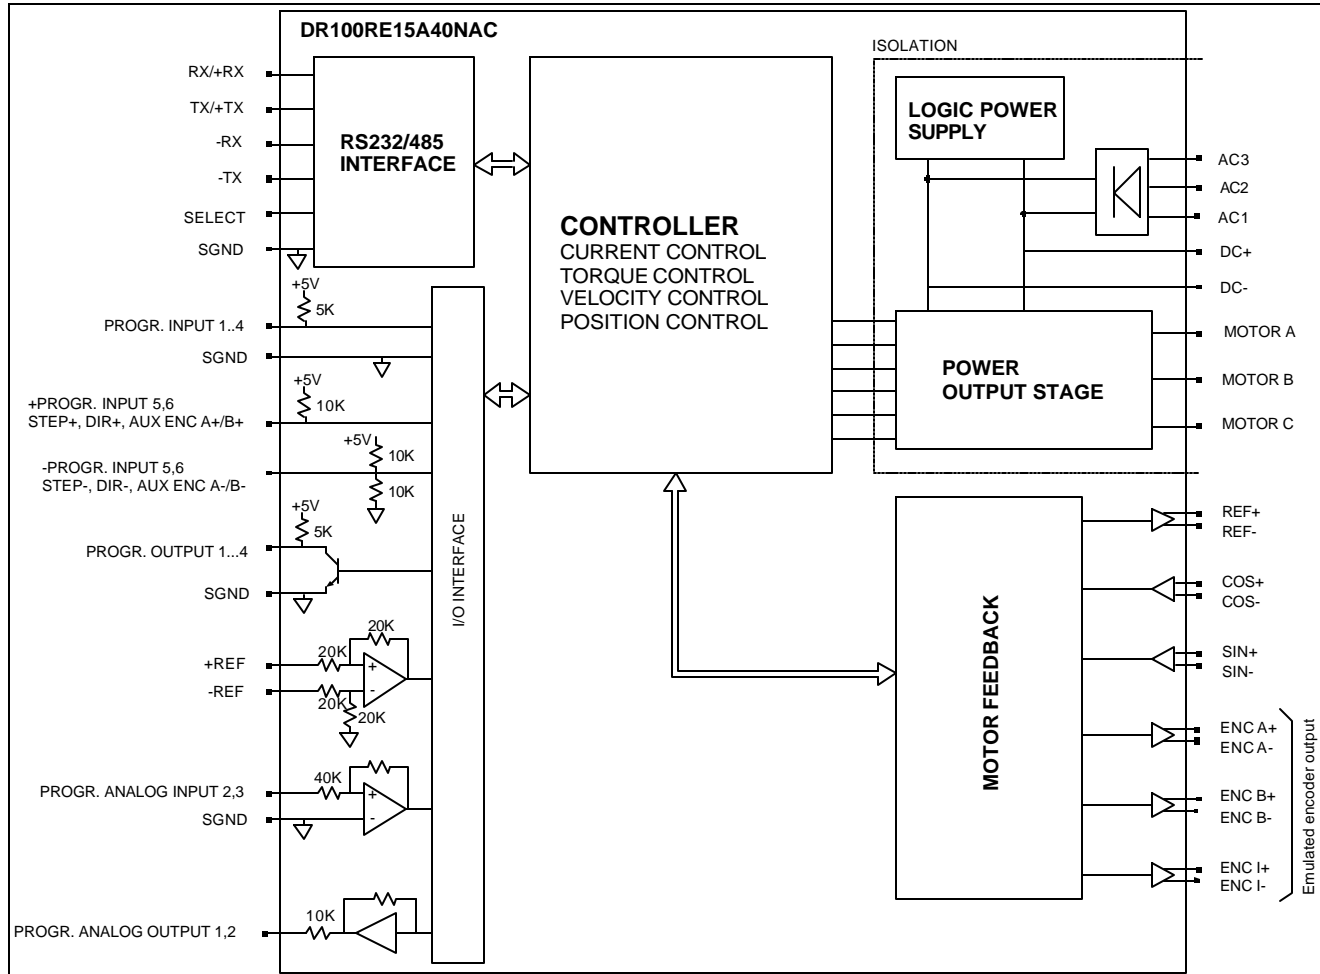 DR100RE15A40NAC
ISOLATION
RX/+RX
TX/+TX
-RX
-TX
SELECT
SGND
RS232/485
INTERFACE
CONTROLLER
CURRENT CONTROL
TORQUE CONTROL
VELOCITY CONTROL
POSITION CONTROL
LOGIC POWER
SUPPLY
AC3
AC2
AC1
DC+
DC-
POWER
OUTPUT STAGE
MOTOR A
MOTOR B
MOTOR C
+5V
5K
PROGR. INPUT 1..4
SGND
+5V
10K
+PROGR. INPUT 5,6
STEP+, DIR+, AUX ENC A+/B+
+5V
10K
-PROGR. INPUT 5,6
STEP-, DIR-, AUX ENC A-/B-
10K
+5V
5K
PROGR. OUTPUT 1...4
SGND
I/O INTERFACE
20K
+REF
20K
+
-REF
-
20K
20K
PROGR. ANALOG INPUT 2,3
40K
+
SGND
-
10K
PROGR. ANALOG OUTPUT 1,2
MOTOR FEEDBACK
REF+
REF-
COS+
COS-
SIN+
SIN-
ENC A+
ENC A-
ENC B+
ENC B-
ENC I+
ENC I-
Emulated encoder output